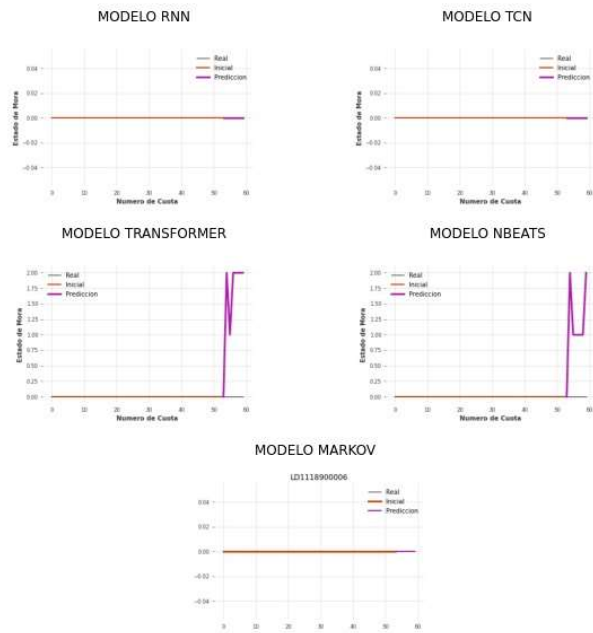 MODELO RNN
Real
Inicial
Prediccion
0.04
0.02
0.00
−0.02
−0.04
Estado de Mora
0 10 20 30 40 50 60
Numero de Cuota
MODELO TCN
Real
Inicial
Prediccion
0.04
0.02
0.00
−0.02
−0.04
Estado de Mora
0 10 20 30 40 50 60
Numero de Cuota
MODELO TRANSFORMER
Real
Inicial
Prediccion
2.00
1.75
1.50
1.25
1.00
0.75
0.50
0.25
0.00
Estado de Mora
0 10 20 30 40 50 60
Numero de Cuota
MODELO NBEATS
Real
Inicial
Prediccion
2.00
1.75
1.50
1.25
1.00
0.75
0.50
0.25
0.00
Estado de Mora
0 10 20 30 40 50 60
Numero de Cuota
MODELO MARKOV
LD1118900006
Real
Inicial
Prediccion
0.04
0.02
0.00
−0.02
−0.04
0 10 20 30 40 50 60